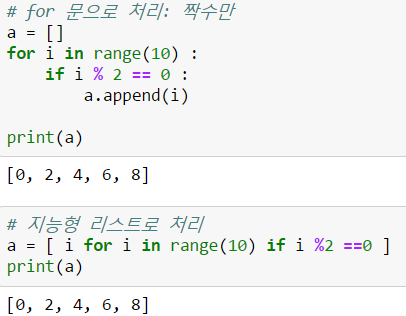 # for 문으로 처리: 짝수만
a = []
for i in range(10) :
    if i % 2 == 0 :
        a.append(i)
print(a)
[0, 2, 4, 6, 8]
# 지능형 리스트로 처리
a = [ i for i in range(10) if i %2 ==0 ]
print(a)
[0, 2, 4, 6, 8]